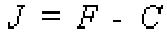 J = F - C